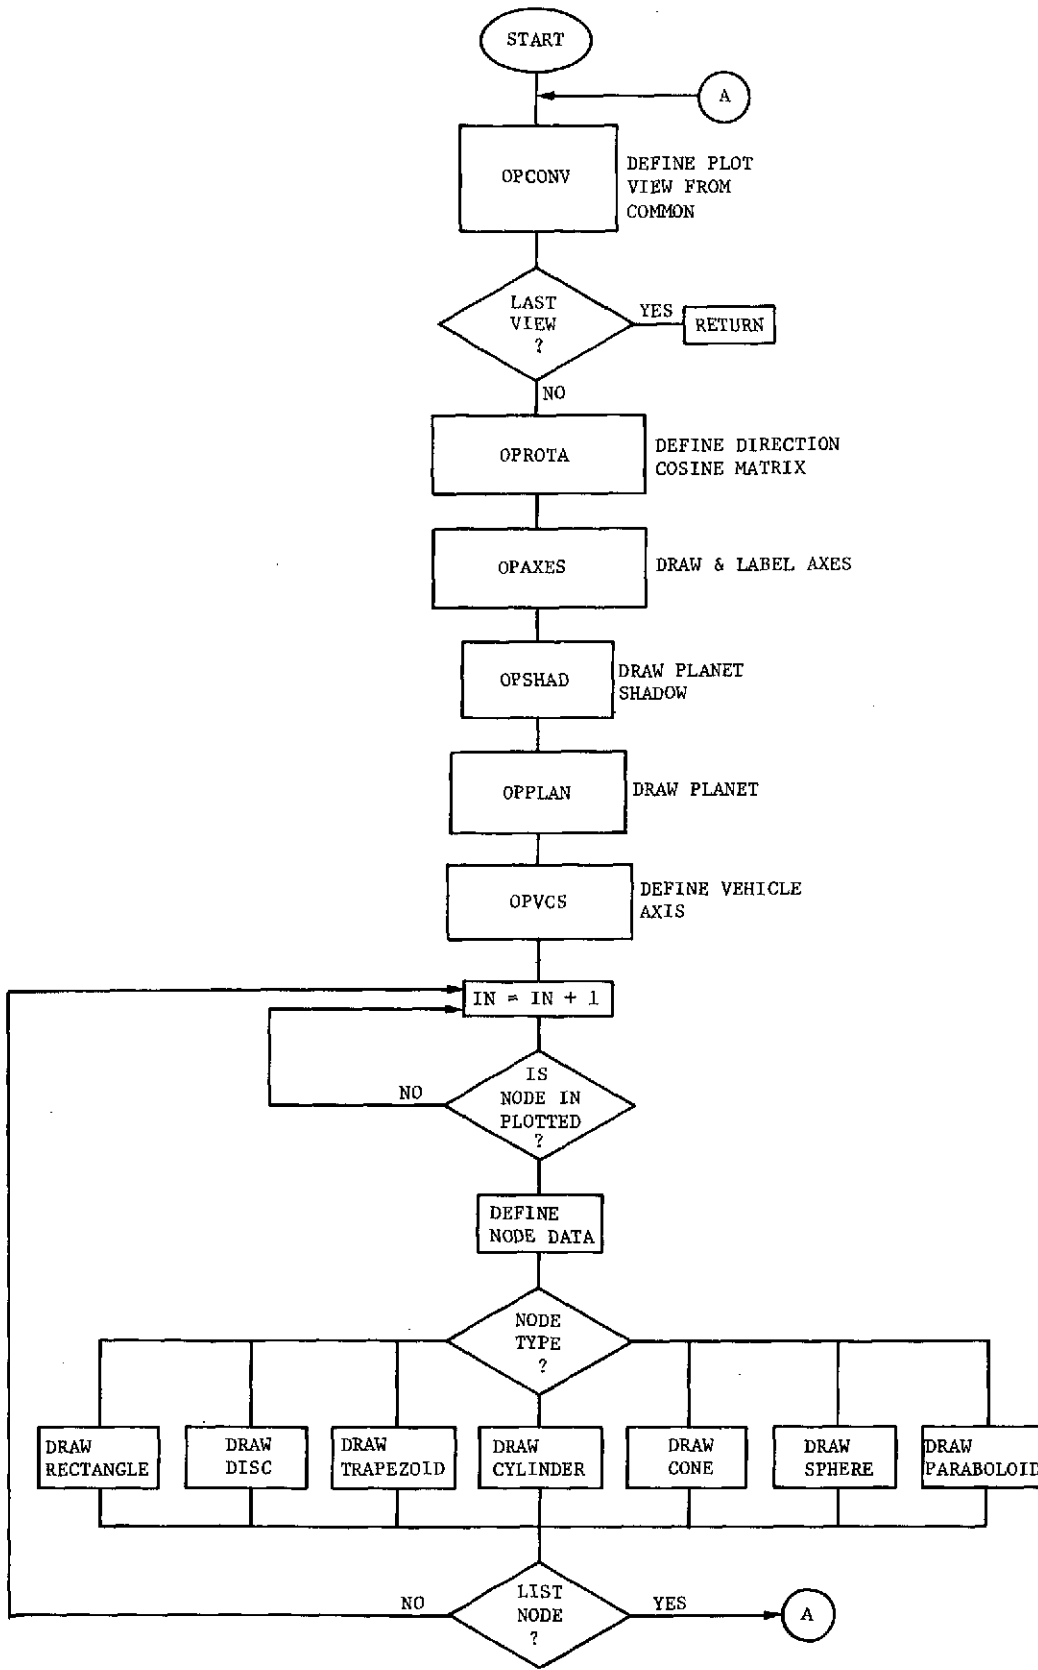 START
A
OPCONV
DEFINE PLOT
VIEW FROM
COMMON
LAST
VIEW
?
YES
RETURN
NO
OPROTA
DEFINE DIRECTION
COSINE MATRIX
OPAXES
DRAW & LABEL AXES
OPSHAD
DRAW PLANET
SHADOW
OPPLAN
DRAW PLANET
OPVCS
DEFINE VEHICLE
AXIS
IN = IN + 1
IS
NODE IN
PLOTTED
?
NO
DEFINE
NODE DATA
NODE
TYPE
?
DRAW
RECTANGLE
DRAW
DISC
DRAW
TRAPEZOID
DRAW
CYLINDER
DRAW
CONE
DRAW
SPHERE
DRAW
PARABOLOID
LIST
NODE
?
NO
YES
A